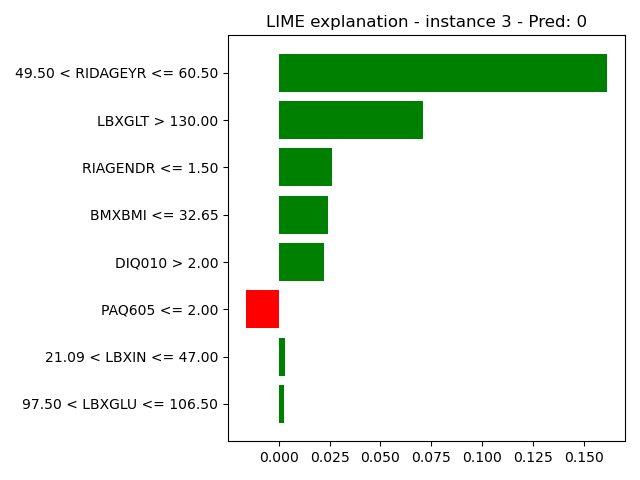 LIME explanation - instance 3 - Pred: 0
49.50 < RIDAGEYR <= 60.50
LBXGLT > 130.00
RIAGENDR <= 1.50
BMXBMI <= 32.65
DIQ010 > 2.00
PAQ605 <= 2.00
21.09 < LBXIN <= 47.00
97.50 < LBXGLU <= 106.50
0.000 0.025 0.050 0.075 0.100 0.125 0.150